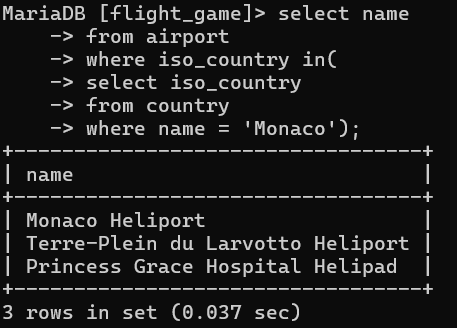 MariaDB [flight_game]> select name
    -> from airport
    -> where iso_country in(
    -> select iso_country
    -> from country
    -> where name = 'Monaco');
+----------------------------------+
| name                             |
+----------------------------------+
| Monaco Heliport                  |
| Terre-Plein du Larvotto Heliport |
| Princess Grace Hospital Helipad  |
+----------------------------------+
3 rows in set (0.037 sec)